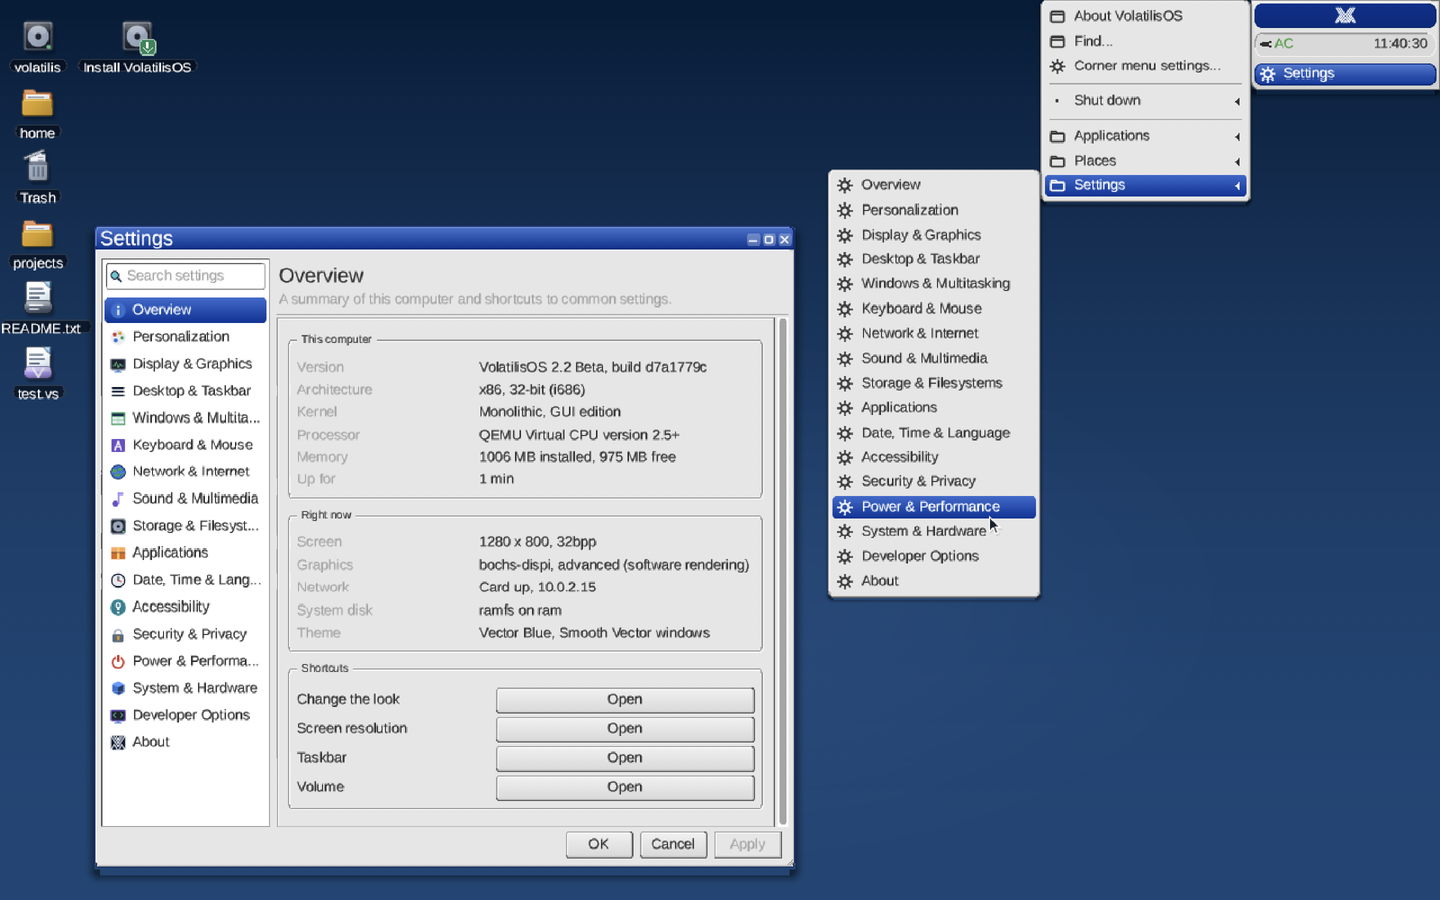 volatilis
Install VolatilisOS
home
Trash
projects
README.txt
test.vs
Settings
Search settings
Overview
Personalization
Display & Graphics
Desktop & Taskbar
Windows & Multita...
Keyboard & Mouse
Network & Internet
Sound & Multimedia
Storage & Filesyst...
Applications
Date, Time & Lang...
Accessibility
Security & Privacy
Power & Performa...
System & Hardware
Developer Options
About
Overview
A summary of this computer and shortcuts to common settings.
This computer
Version VolatilisOS 2.2 Beta, build d7a1779c
Architecture x86, 32-bit (i686)
Kernel Monolithic, GUI edition
Processor QEMU Virtual CPU version 2.5+
Memory 1006 MB installed, 975 MB free
Up for 1 min
Right now
Screen 1280 x 800, 32bpp
Graphics bochs-dispi, advanced (software rendering)
Network Card up, 10.0.2.15
System disk ramfs on ram
Theme Vector Blue, Smooth Vector windows
Shortcuts
Change the look Open
Screen resolution Open
Taskbar Open
Volume Open
OK Cancel Apply
Overview
Personalization
Display & Graphics
Desktop & Taskbar
Windows & Multitasking
Keyboard & Mouse
Network & Internet
Sound & Multimedia
Storage & Filesystems
Applications
Date, Time & Language
Accessibility
Security & Privacy
Power & Performance
System & Hardware
Developer Options
About
About VolatilisOS
Find...
Corner menu settings...
Shut down
Applications
Places
Settings
AC 11:40:30
Settings